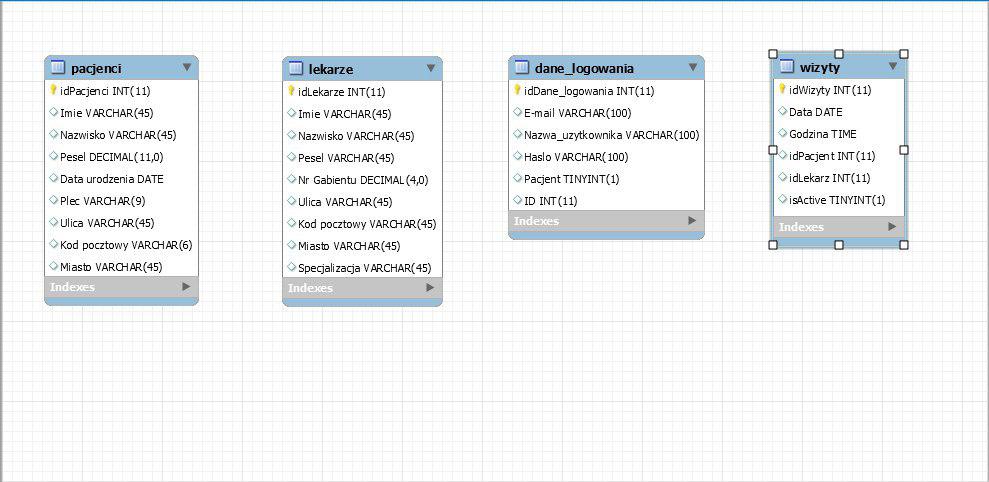 pacjenci
idPacjenci INT(11)
Imie VARCHAR(45)
Nazwisko VARCHAR(45)
Pesel DECIMAL(11,0)
Data urodzenia DATE
Plec VARCHAR(9)
Ulica VARCHAR(45)
Kod pocztowy VARCHAR(6)
Miasto VARCHAR(45)
Indexes
lekarze
idLekarze INT(11)
Imie VARCHAR(45)
Nazwisko VARCHAR(45)
Pesel VARCHAR(45)
Nr Gabientu DECIMAL(4,0)
Ulica VARCHAR(45)
Kod pocztowy VARCHAR(45)
Miasto VARCHAR(45)
Specjalizacja VARCHAR(45)
Indexes
dane_logowania
idDane_logowania INT(11)
E-mail VARCHAR(100)
Nazwa_uzytkownika VARCHAR(100)
Haslo VARCHAR(100)
Pacjent TINYINT(1)
ID INT(11)
Indexes
wizyty
idWizyty INT(11)
Data DATE
Godzina TIME
idPacjent INT(11)
idLekarz INT(11)
isActive TINYINT(1)
Indexes